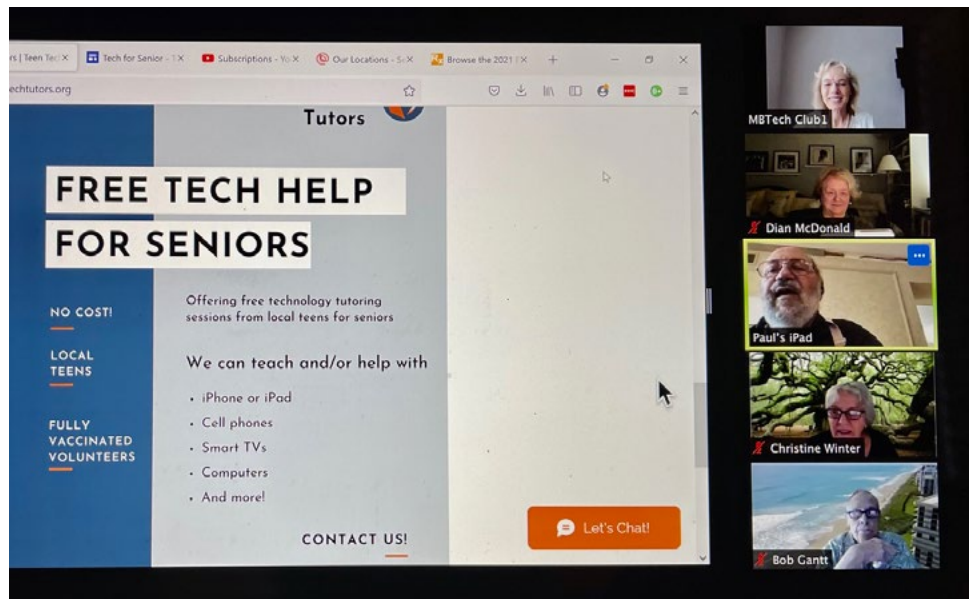 rs | Teen Tec X
Tech for Senior - T X
Subscriptions - Yo X
Our Locations - S X
Browse the 2021 X
echtutors.org
Tutors
FREE TECH HELP
FOR SENIORS
NO COST!
LOCAL
TEENS
FULLY
VACCINATED
VOLUNTEERS
Offering free technology tutoring
sessions from local teens for seniors
We can teach and/or help with
• iPhone or iPad
• Cell phones
• Smart TVs
• Computers
• And more!
CONTACT US!
Let's Chat!
MBTech Club1
Dian McDonald
Paul's iPad
Christine Winter
Bob Gantt